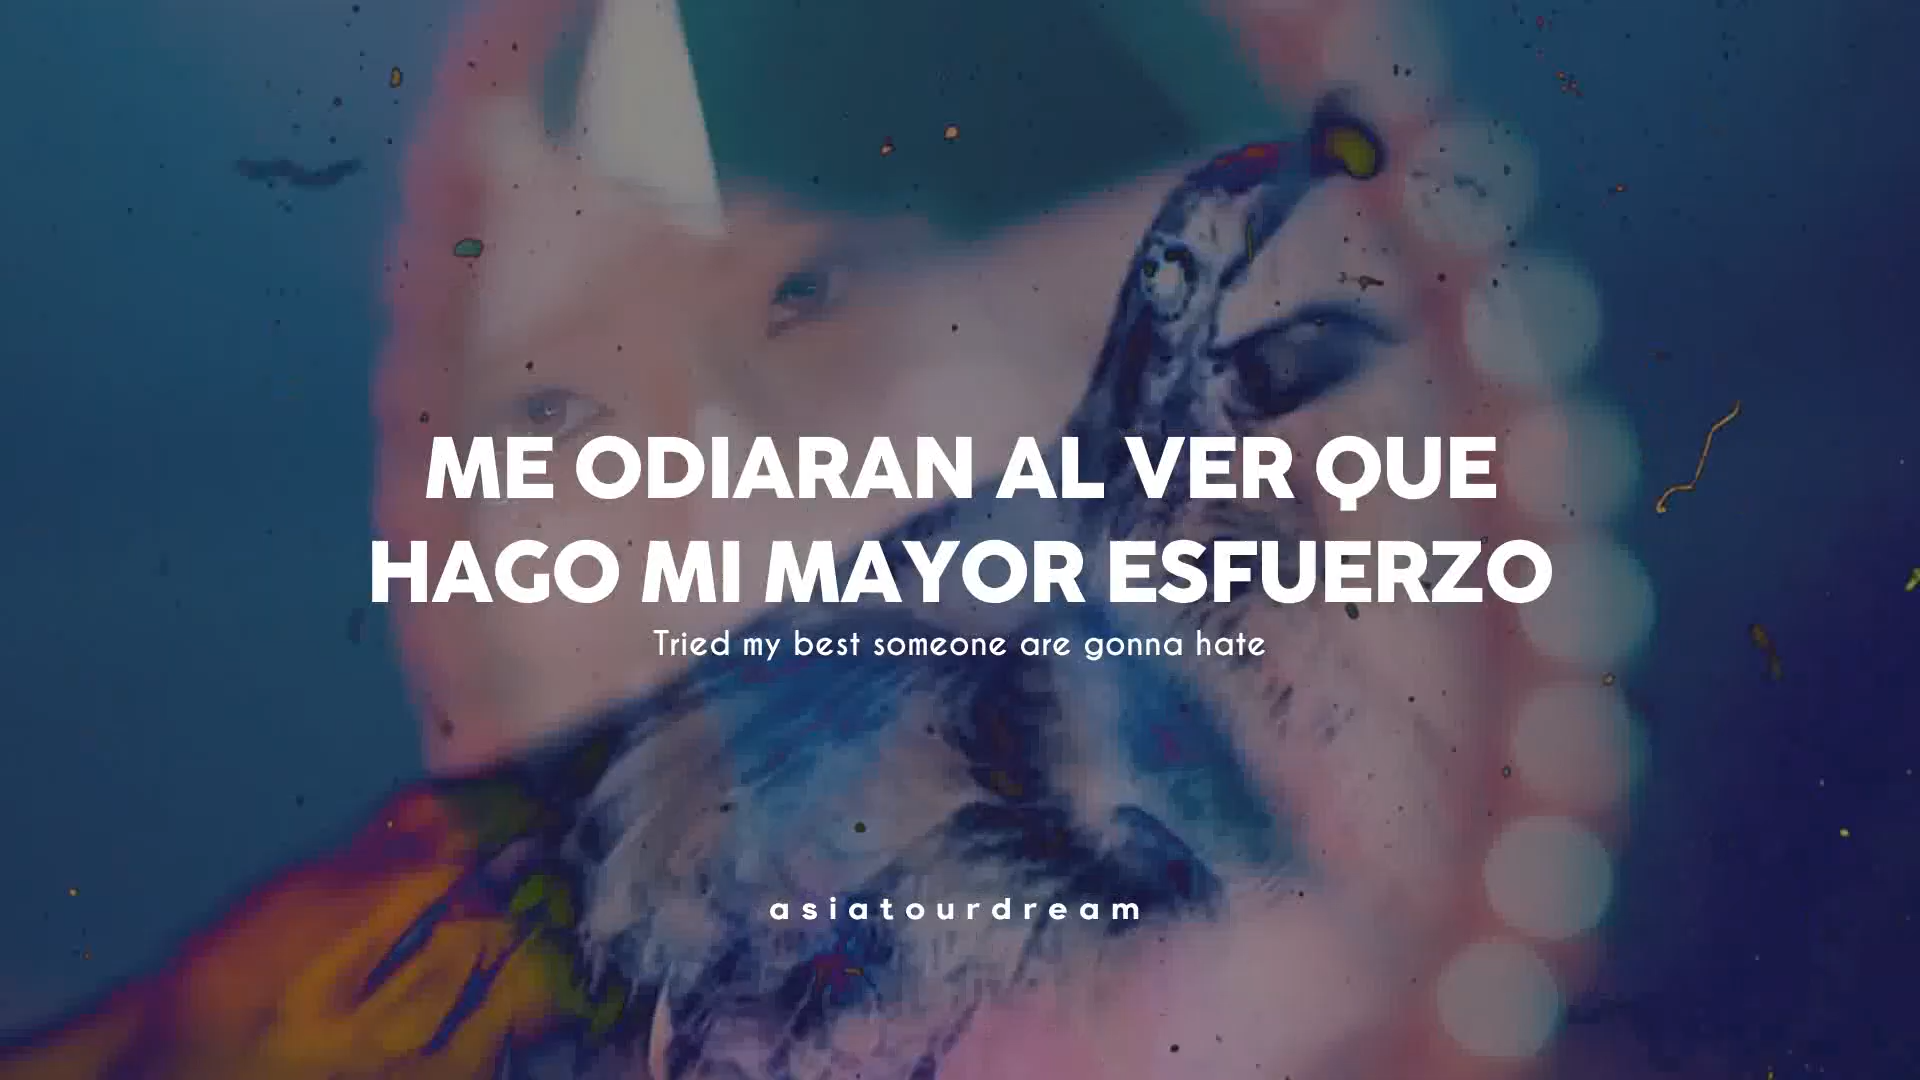 ME ODIARAN AL VER QUE
HAGO MI MAYOR ESFUERZO
Tried my best someone are gonna hate
asiatourdream